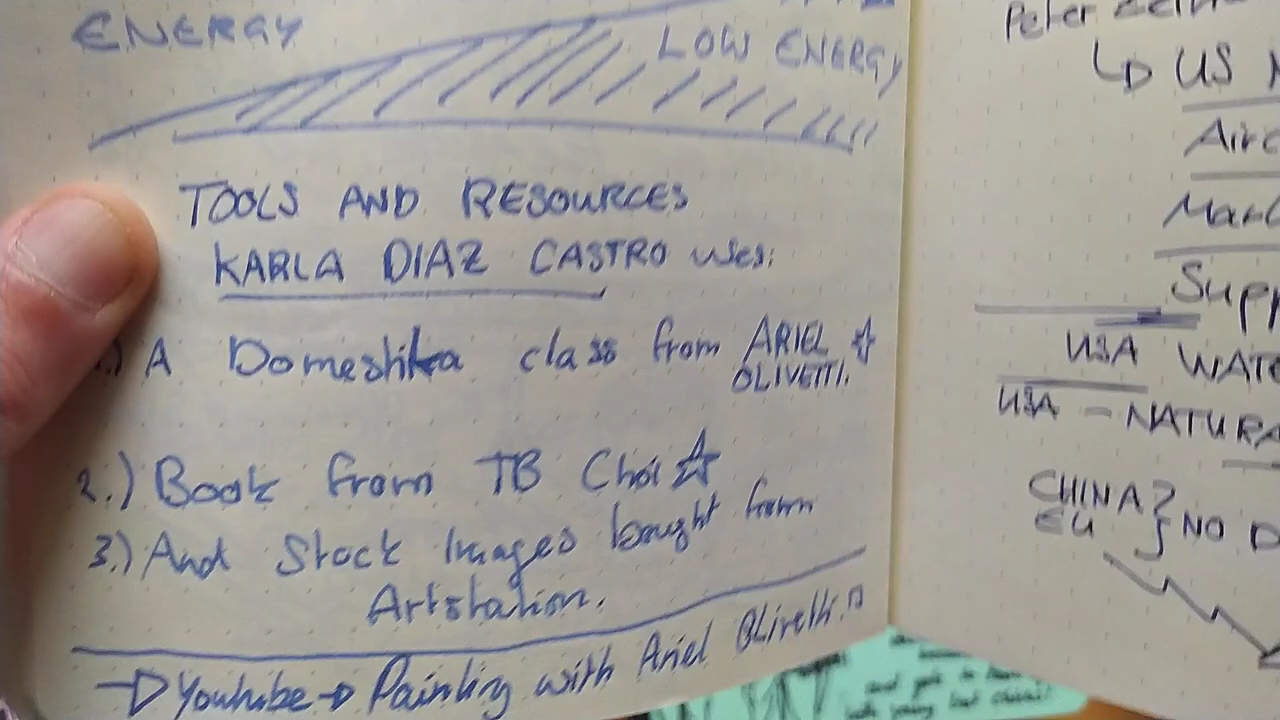 ENERGY
LOW ENERGY
TOOLS AND RESOURCES
KARLA DIAZ CASTRO uses:
1.) A Domestika class from ARIEL
OLIVETTI.
2.) Book from TB Choi
3.) And Stock Images bought from
Artstation.
Youtube → Painting with Ariel Olivetti.
Peter
US
USA
USA - NATURA
CHINA
EU
NO D